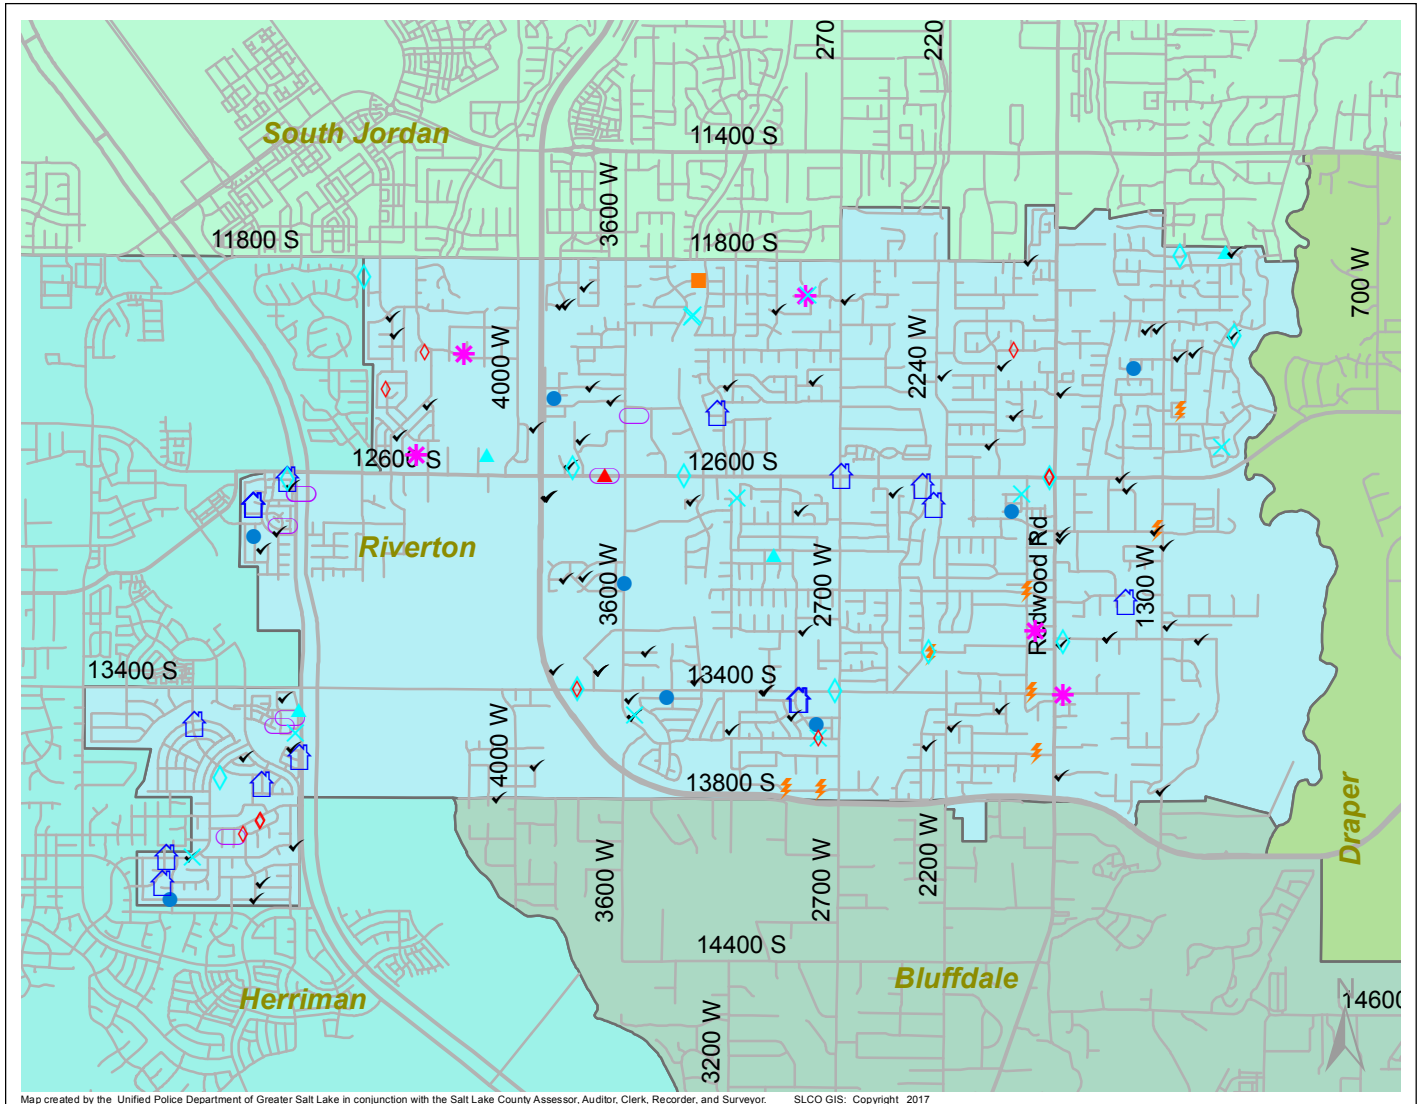 270
220
South Jordan
11400 S
3600 W
11800 S
11800 S
700 W
4000 W
2240 W
12600 S
12600 S
Riverton
3600 W
2700 W
Redwood Rd
1300 W
13400 S
13400 S
4000 W
13800 S
Draper
3600 W
2700 W
2200 W
14400 S
Bluffdale
Herriman
14600
3200 W
Map created by the Unified Police Department of Greater Salt Lake in conjunction with the Salt Lake County Assessor, Auditor, Clerk, Recorder, and Surveyor. SLCO GIS: Copyright 2017